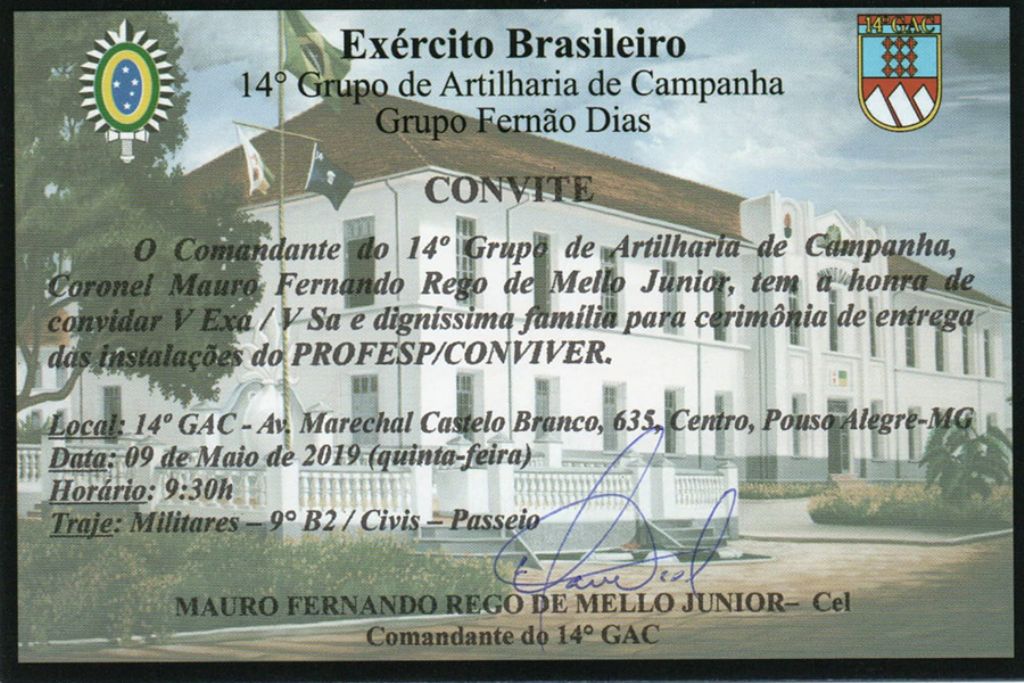 Exército Brasileiro
14° GAC
14° Grupo de Artilharia de Campanha
Grupo Fernão Dias
CONVITE
O Comandante do 14º Grupo de Artilharia de Campanha,
Coronel Mauro Fernando Rego de Mello Junior, tem a honra de
convidar V Exa / V Sa e digníssima família para cerimônia de entrega
das instalações do PROFESP/CONVIVER.
Local: 14º GAC - Av. Marechal Castelo Branco, 635, Centro, Pouso Alegre-MG
Data: 09 de Maio de 2019 (quinta-feira)
Horário: 9:30h
Traje: Militares – 9º B2 / Civis – Passeio
MAURO FERNANDO REGO DE MELLO JUNIOR– Cel
Comandante do 14° GAC